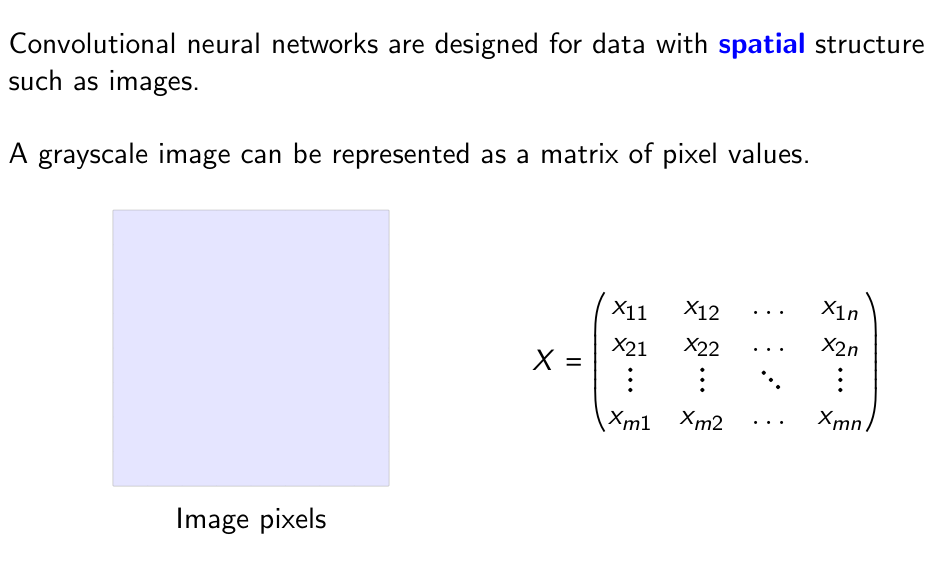 Convolutional neural networks are designed for data with spatial structure
such as images.
A grayscale image can be represented as a matrix of pixel values.
X =
x11 x12 ... x1n
x21 x22 ... x2n
⋮ ⋮ ⋱ ⋮
xm1 xm2 ... xmn
Image pixels